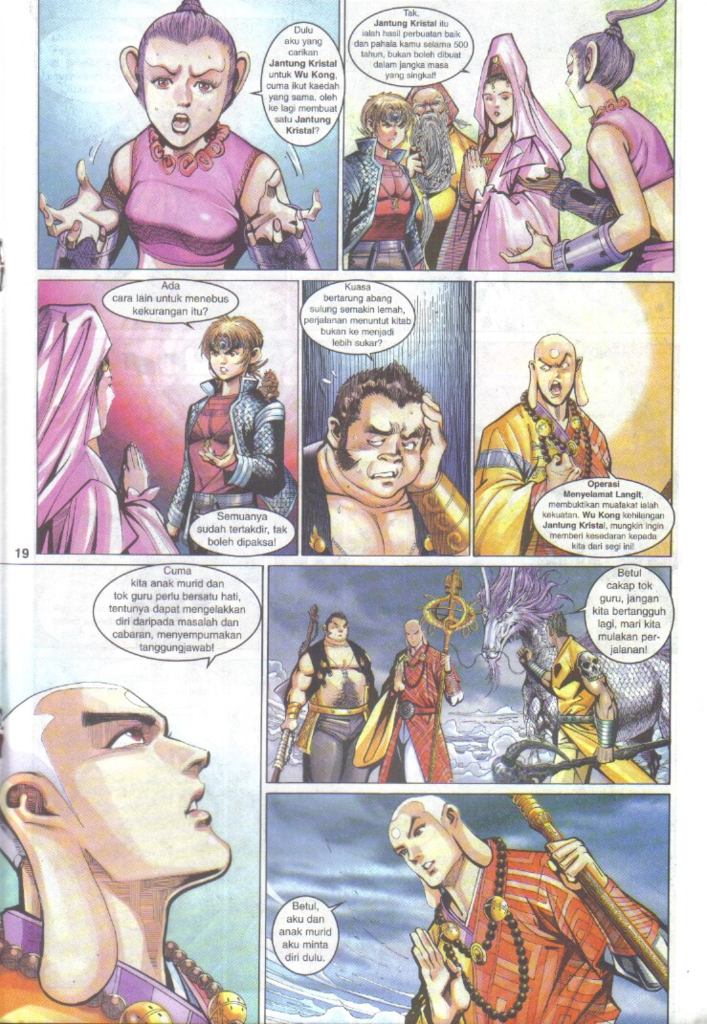 Dulu
aku yang
carikan
Jantung Kristal
untuk Wu Kong,
cuma ikut kaedah
yang sama, oleh
ke lagi membuat
satu Jantung
Kristal?
Tak,
Jantung Kristal itu
ialah hasil perbuatan baik
dan pahala kamu selama 500
tahun, bukan boleh dibuat
dalam jangka masa
yang singkat!
Ada
cara lain untuk menebus
kekurangan itu?
Semuanya
sudah tertakdir, tak
boleh dipaksa!
Kuasa
bertarung abang
sulung semakin lemah,
perjalanan menuntut kitab
bukan ke menjadi
lebih sukar?
Operasi
Menyelamat Langit,
membuktikan muafakat ialah
kekuatan. Wu Kong kehilangan
Jantung Kristal, mungkin ingin
memberi kesedaran kepada
kita dari segi ini!
19
Cuma
kita anak murid dan
tok guru perlu bersatu hati,
tentunya dapat mengelakkan
diri daripada masalah dan
cabaran, menyempurnakan
tanggungjawab!
Betul
cakap tok
guru, jangan
kita bertangguh
lagi, mari kita
mulakan per-
jalanan!
Betul,
aku dan
anak murid
aku minta
diri dulu.